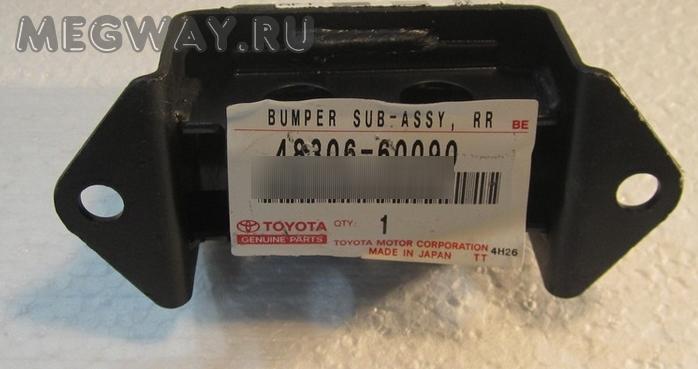 MEGWAY.RU
BUMPER SUB-ASSY, RR BE
48306-60090
TOYOTA QTY: 1
GENUINE PARTS TOYOTA MOTOR CORPORATION 4H26
MADE IN JAPAN TT